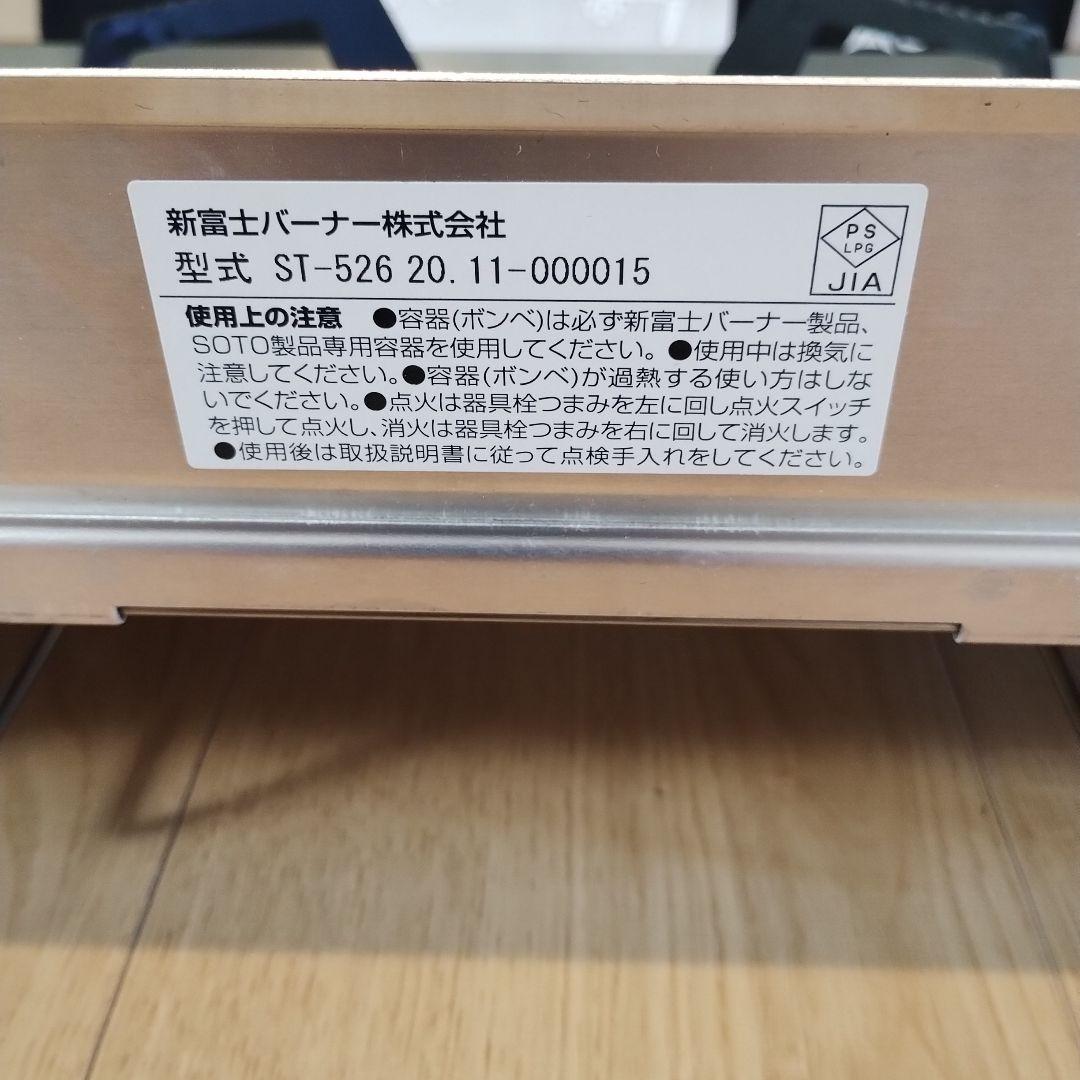 新富士バーナー株式会社
型式 ST-526 20.11-000015
PS
LPG
JIA
使用上の注意 ●容器(ボンベ)は必ず新富士バーナー製品、
SOTO製品専用容器を使用してください。●使用中は換気に
注意してください。●容器(ボンベ)が過熱する使い方はしな
いでください。●点火は器具栓つまみを左に回し点火スイッチ
を押して点火し、消火は器具栓つまみを右に回して消火します。
●使用後は取扱説明書に従って点検手入れをしてください。